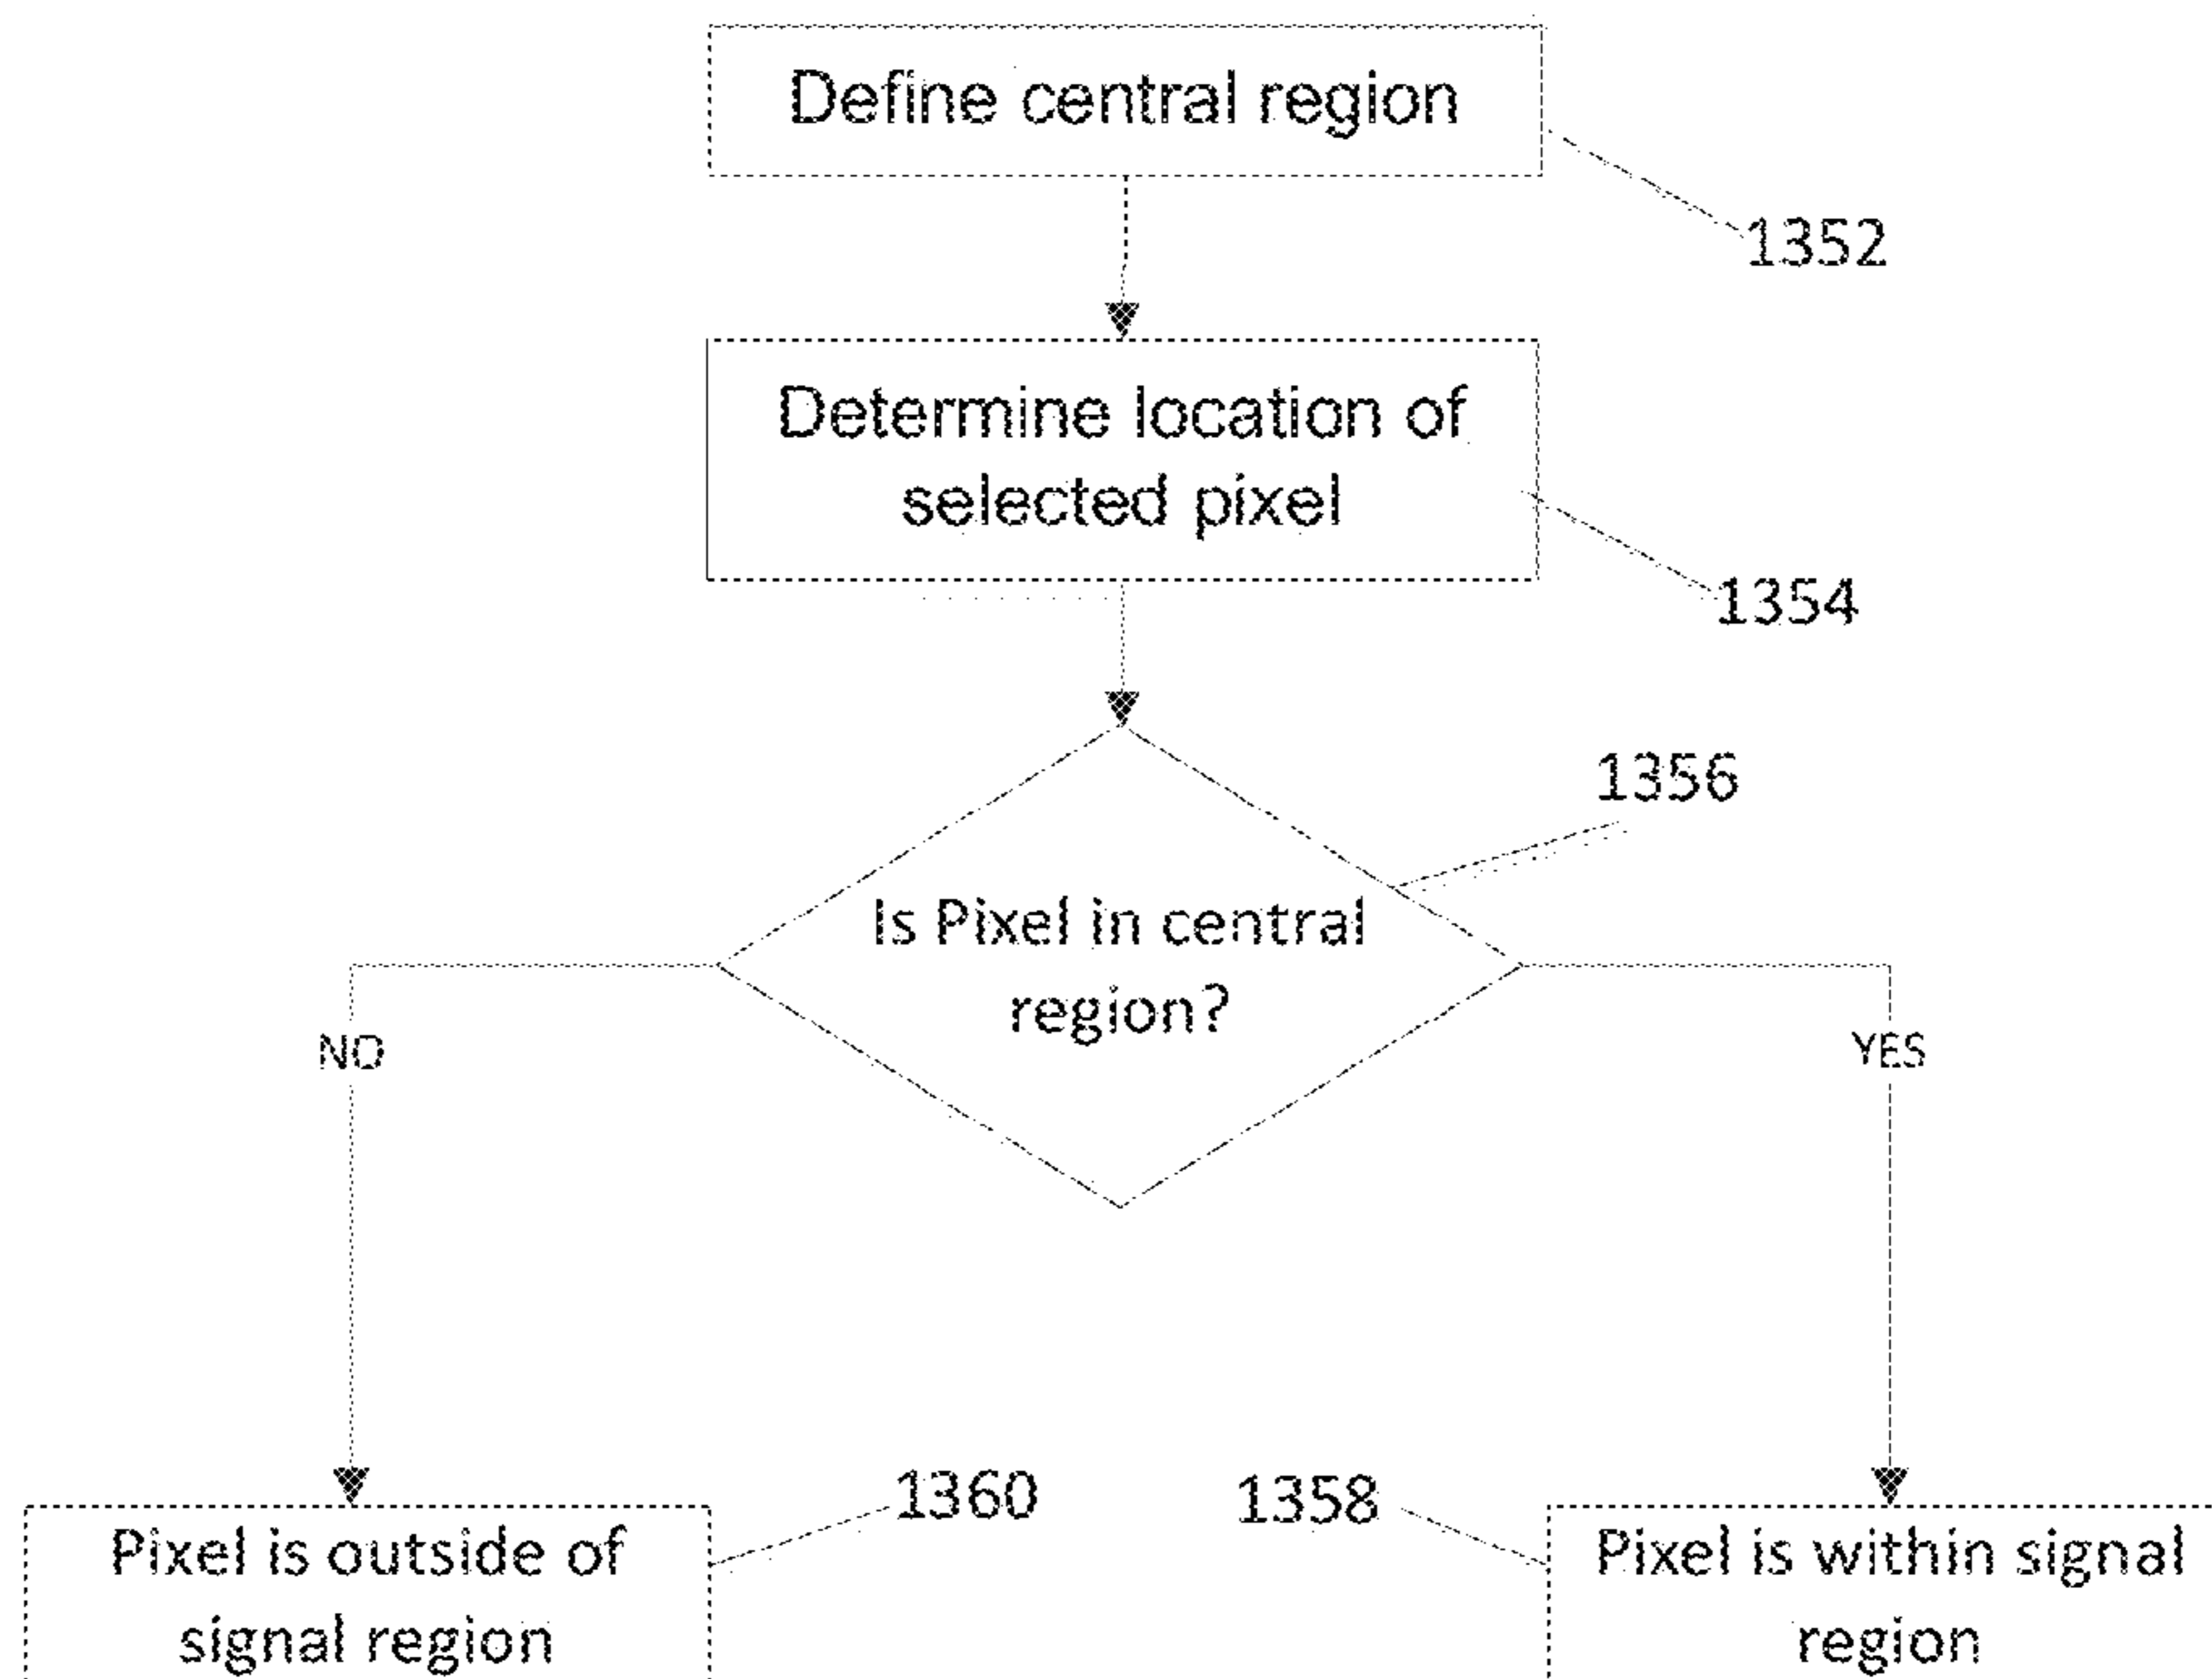 Define central region
1352
Determine location of
selected pixel
1354
1356
Is Pixel in central
region?
NO
YES
1360
1358
Pixel is outside of
signal region
Pixel is within signal
region